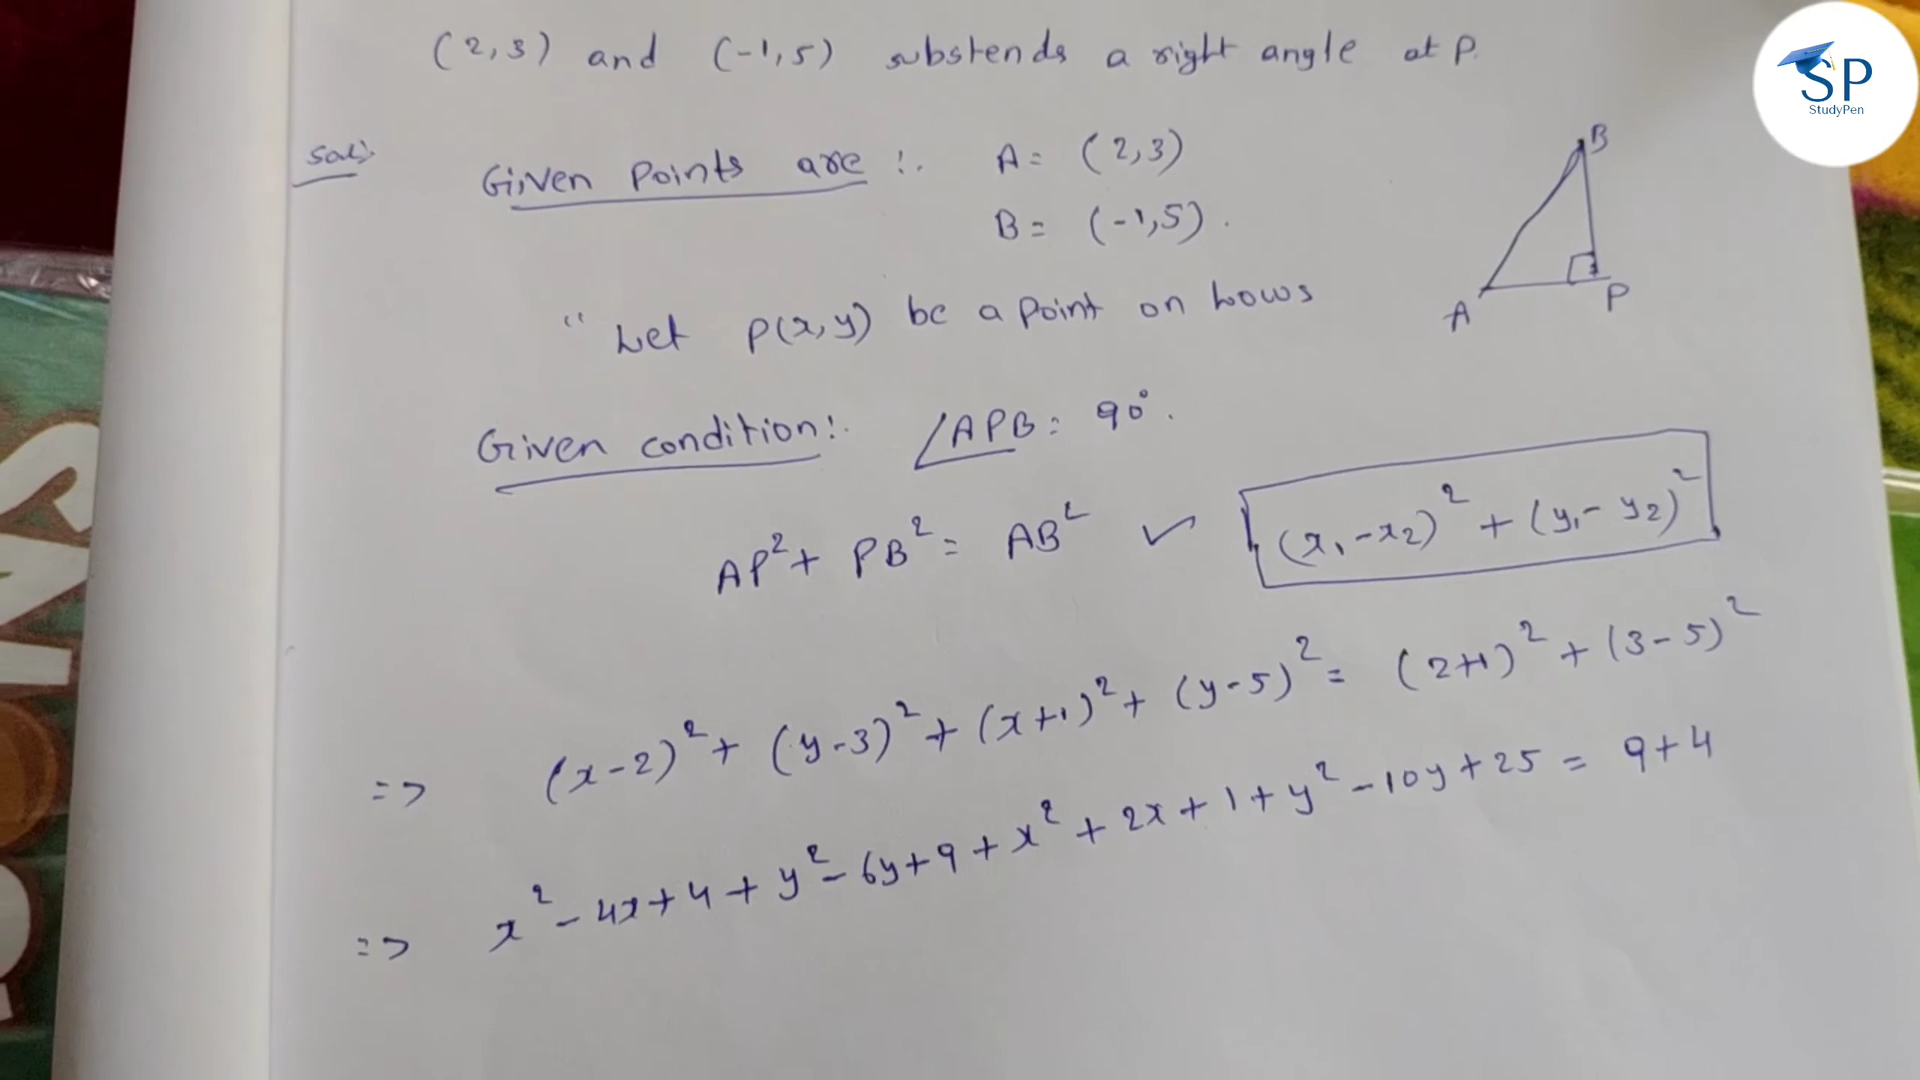 (2,3) and (-1,5) substends a right angle at P.
SP
StudyPen
Sol:
Given Points are :. A = (2,3)
B = (-1,5).
B
A
P
" Let P(x,y) be a point on Lows
Given condition:. ∠APB = 90°.
AP² + PB² = AB² ✓ (x₁-x₂)² + (y₁-y₂)²
=> (x-2)² + (y-3)² + (x+1)² + (y-5)² = (2+1)² + (3-5)²
=> x² - 4x + 4 + y² - 6y + 9 + x² + 2x + 1 + y² - 10y + 25 = 9+4